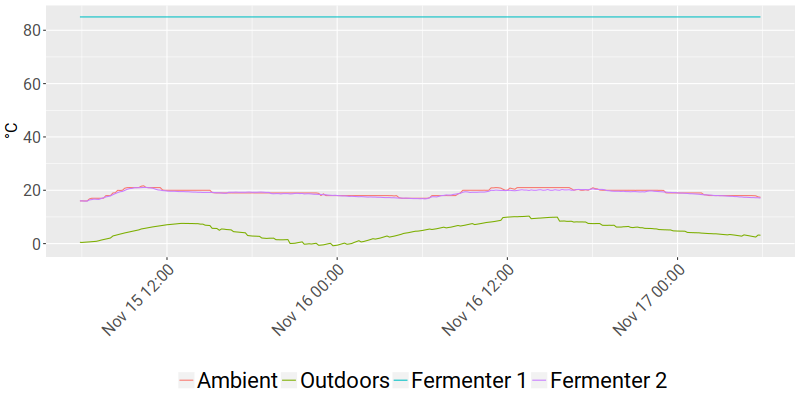 °C
80
60
40
20
0
Nov 15 12:00
Nov 16 00:00
Nov 16 12:00
Nov 17 00:00
Ambient Outdoors Fermenter 1 Fermenter 2